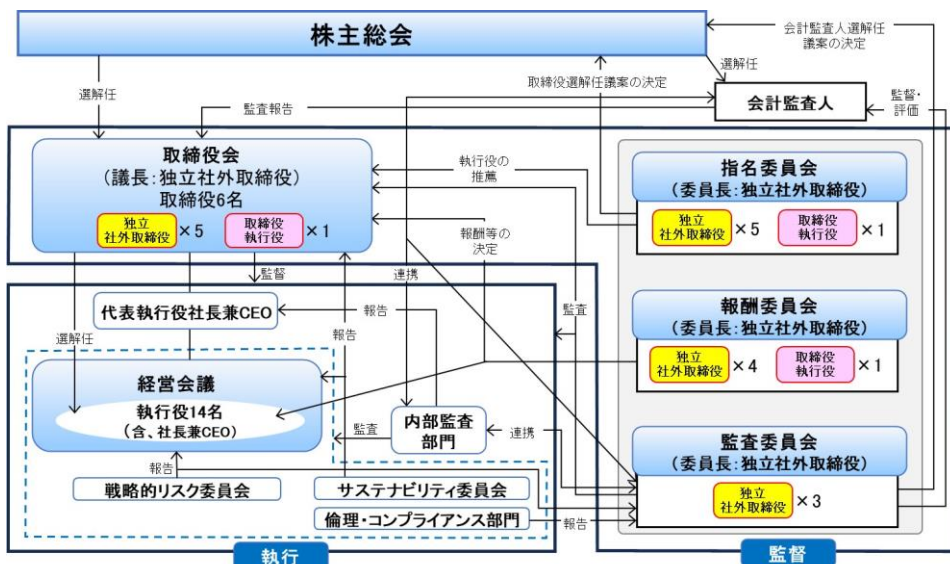 株主総会
会計監査人選解任
議案の決定
選解任
取締役選解任議案の決定
選解任
会計監査人
監督・
評価
監査報告
取締役会
(議長:独立社外取締役)
取締役6名
独立
社外取締役
×5
取締役
執行役
×1
執行役の
推薦
指名委員会
(委員長:独立社外取締役)
独立
社外取締役
×5
取締役
執行役
×1
報酬等の
決定
連携
監督
代表執行役社長兼CEO
選解任
報告
報告
監査
報酬委員会
(委員長:独立社外取締役)
独立
社外取締役
×4
取締役
執行役
×1
経営会議
執行役14名
(含、社長兼CEO)
監査
内部監査
部門
連携
監査委員会
(委員長:独立社外取締役)
独立
社外取締役
×3
報告
戦略的リスク委員会
サステナビリティ委員会
倫理・コンプライアンス部門
報告
執行
監督